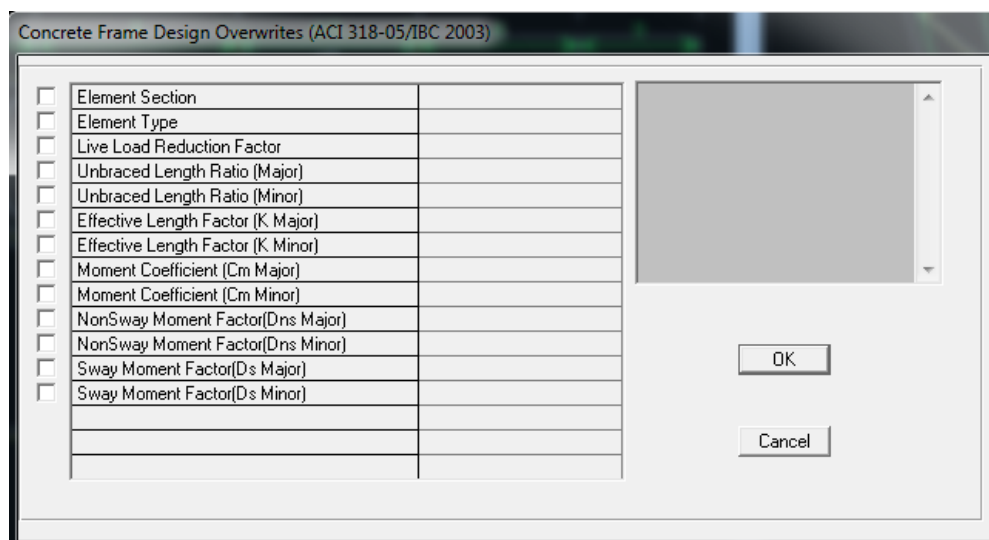 Concrete Frame Design Overwrites (ACI 318-05/IBC 2003)
Element Section
Element Type
Live Load Reduction Factor
Unbraced Length Ratio (Major)
Unbraced Length Ratio (Minor)
Effective Length Factor (K Major)
Effective Length Factor (K Minor)
Moment Coefficient (Cm Major)
Moment Coefficient (Cm Minor)
NonSway Moment Factor(Dns Major)
NonSway Moment Factor(Dns Minor)
Sway Moment Factor(Ds Major)
Sway Moment Factor(Ds Minor)
OK
Cancel